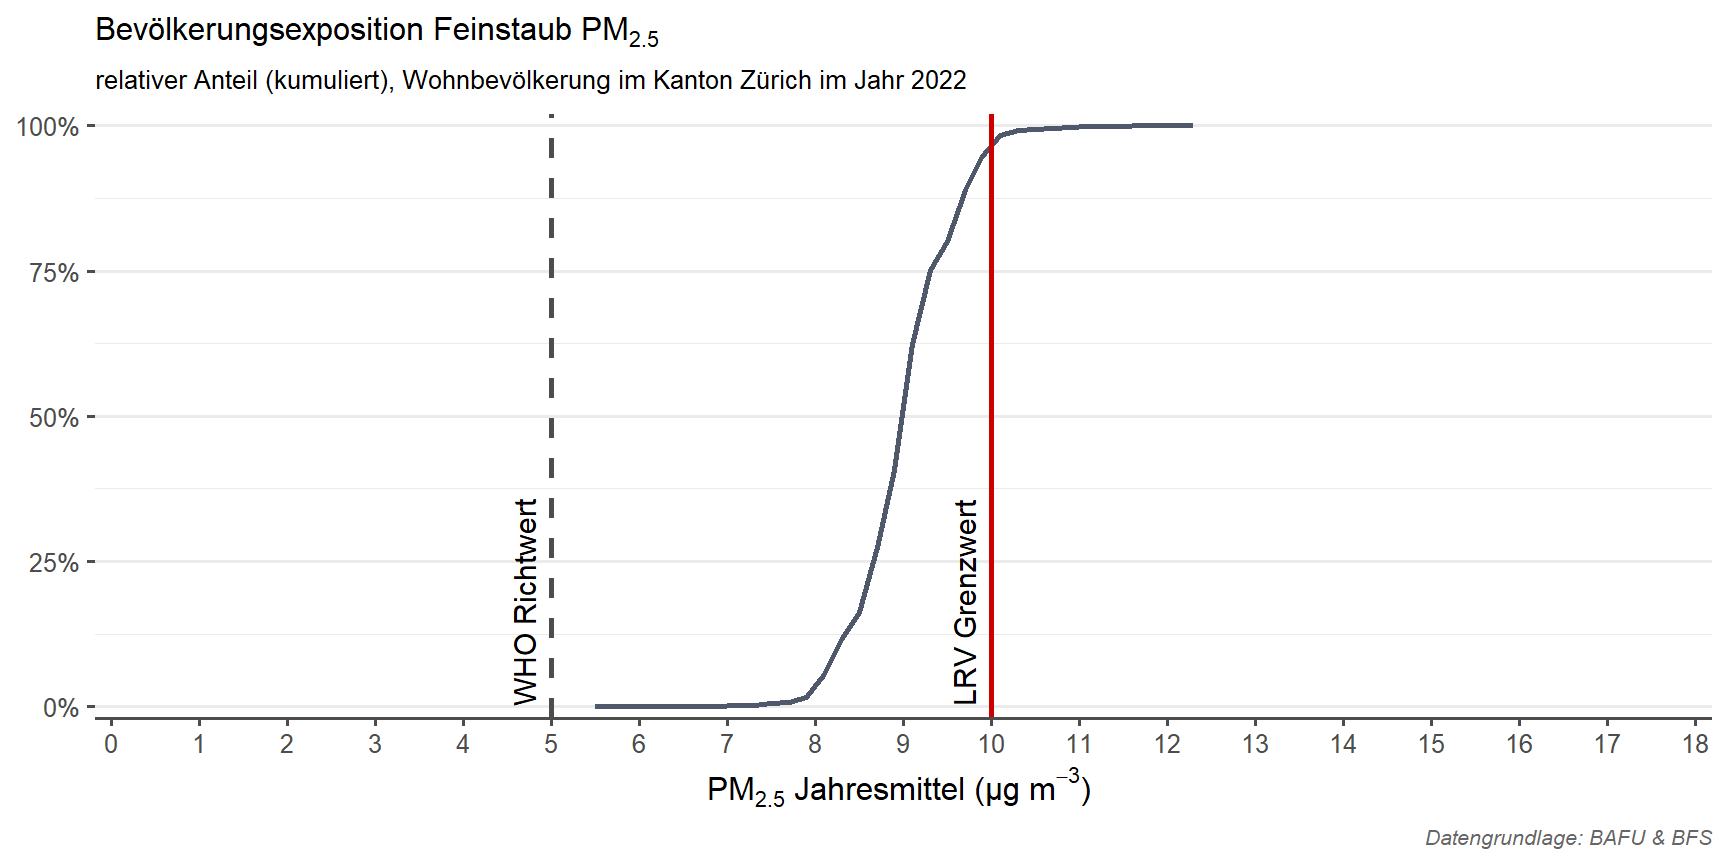 Bevölkerungsexposition Feinstaub PM2.5
relativer Anteil (kumuliert), Wohnbevölkerung im Kanton Zürich im Jahr 2022
100%
75%
50%
25%
0%
WHO Richtwert
LRV Grenzwert
0 1 2 3 4 5 6 7 8 9 10 11 12 13 14 15 16 17 18
PM2.5 Jahresmittel (µg m−3)
Datengrundlage: BAFU & BFS